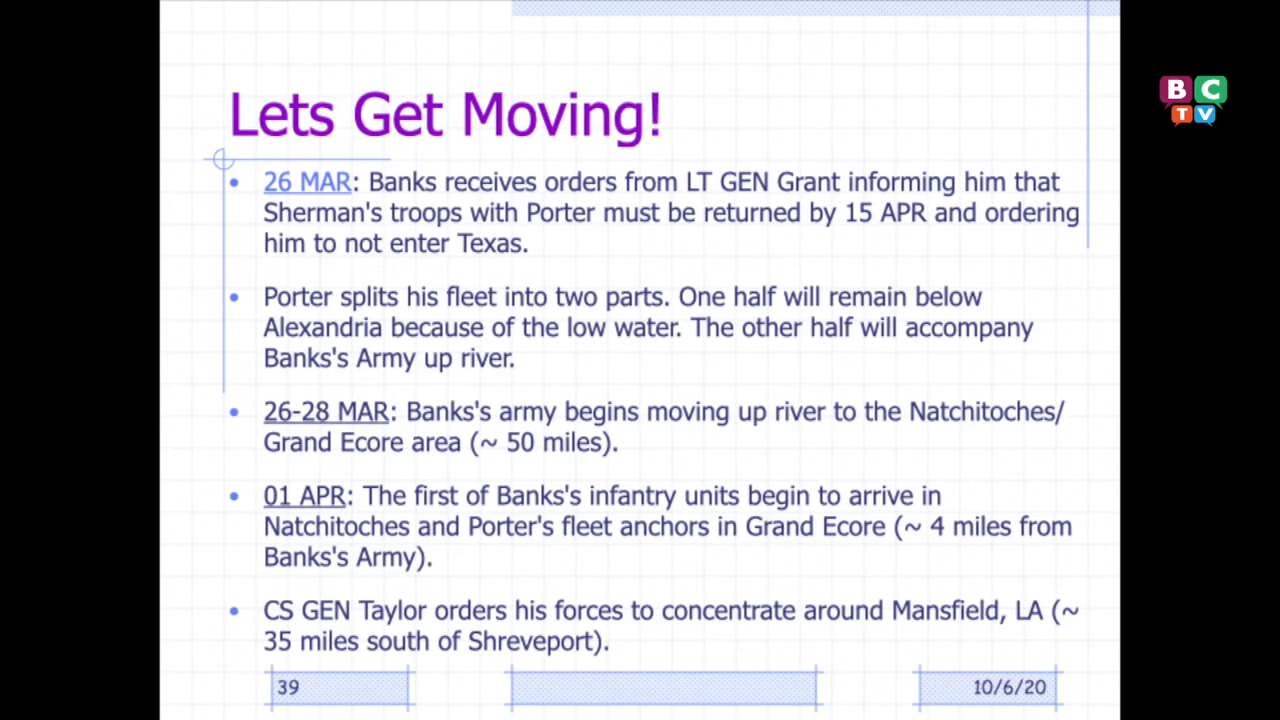 Lets Get Moving!
26 MAR: Banks receives orders from LT GEN Grant informing him that
Sherman's troops with Porter must be returned by 15 APR and ordering
him to not enter Texas.
Porter splits his fleet into two parts. One half will remain below
Alexandria because of the low water. The other half will accompany
Banks's Army up river.
26-28 MAR: Banks's army begins moving up river to the Natchitoches/
Grand Ecore area (~ 50 miles).
01 APR: The first of Banks's infantry units begin to arrive in
Natchitoches and Porter's fleet anchors in Grand Ecore (~ 4 miles from
Banks's Army).
CS GEN Taylor orders his forces to concentrate around Mansfield, LA (~
35 miles south of Shreveport).
39
10/6/20
BC
TV